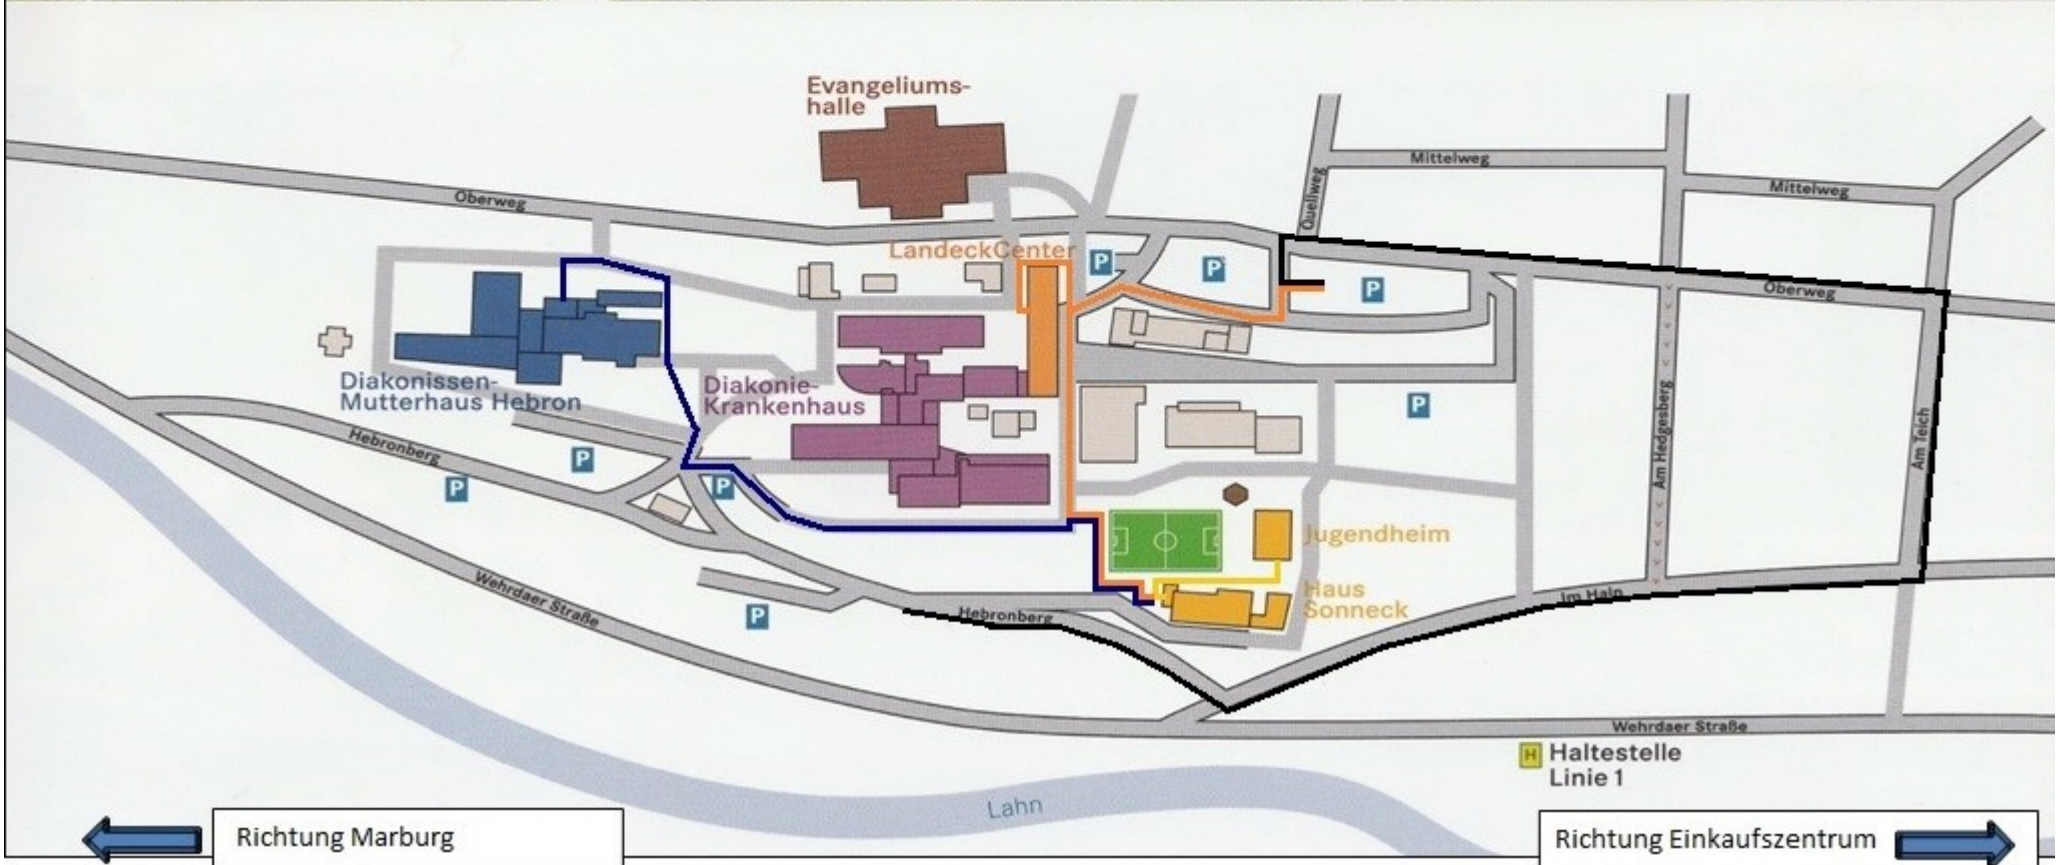 Evangeliums-
halle
Mittelweg
Mittelweg
Quellweg
Oberweg
LandeckCenter
P
P
P
Oberweg
Diakonissen-
Mutterhaus Hebron
Diakonie-
Krankenhaus
P
Am Hedgesberg
Am Teich
Hebronberg
P
P
P
Jugendheim
Haus
Sonneck
Wehrdaer Straße
P
Hebronberg
Im Hain
Wehrdaer Straße
H Haltestelle
Linie 1
Lahn
Richtung Marburg
Richtung Einkaufszentrum